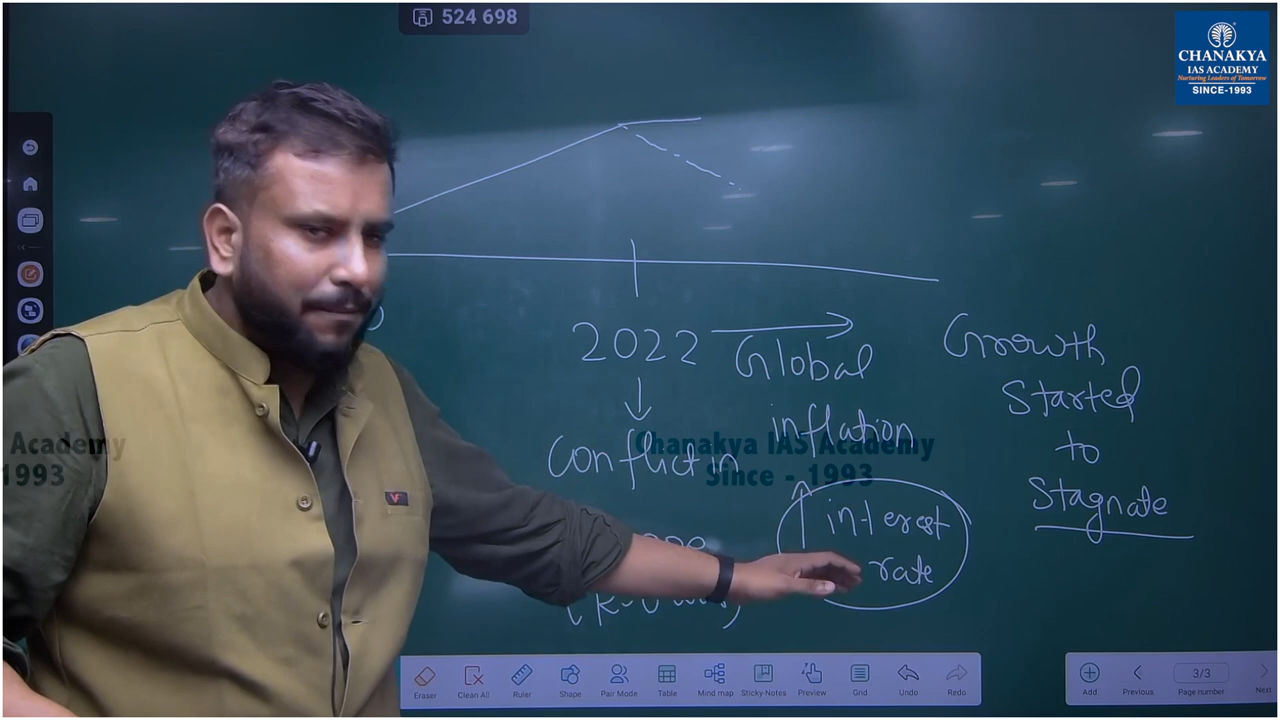 524 698
CHANAKYA
IAS ACADEMY
Nurturing Leaders of Tomorrow
SINCE-1993
2022
Global
inflation
Growth
Started
to
Stagnate
Conflict in
interest
rate
Academy
1993
Chanakya IAS Academy
Since - 1993
Eraser
Clean All
Ruler
Shape
Pair Mode
Table
Mind map
Sticky-Notes
Preview
Grid
Undo
Redo
Add
Previous
3/3
Page number
Next